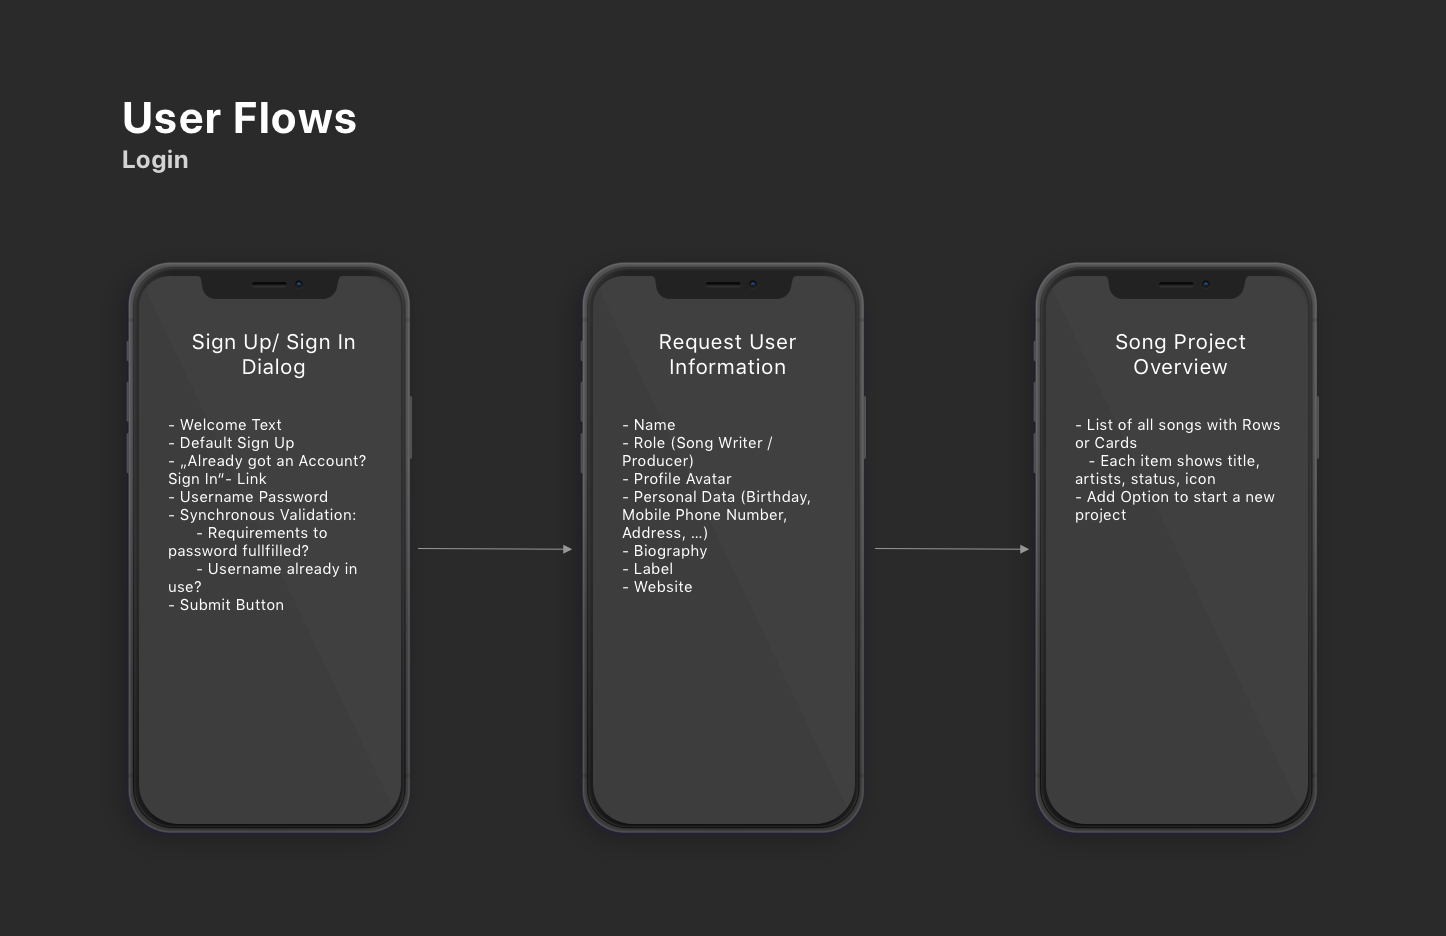 User Flows
Login
Sign Up/ Sign In
Dialog
- Welcome Text
- Default Sign Up
- „Already got an Account?
Sign In“- Link
- Username Password
- Synchronous Validation:
- Requirements to
password fullfilled?
- Username already in
use?
- Submit Button
Request User
Information
- Name
- Role (Song Writer /
Producer)
- Profile Avatar
- Personal Data (Birthday,
Mobile Phone Number,
Address, …)
- Biography
- Label
- Website
Song Project
Overview
- List of all songs with Rows
or Cards
- Each item shows title,
artists, status, icon
- Add Option to start a new
project